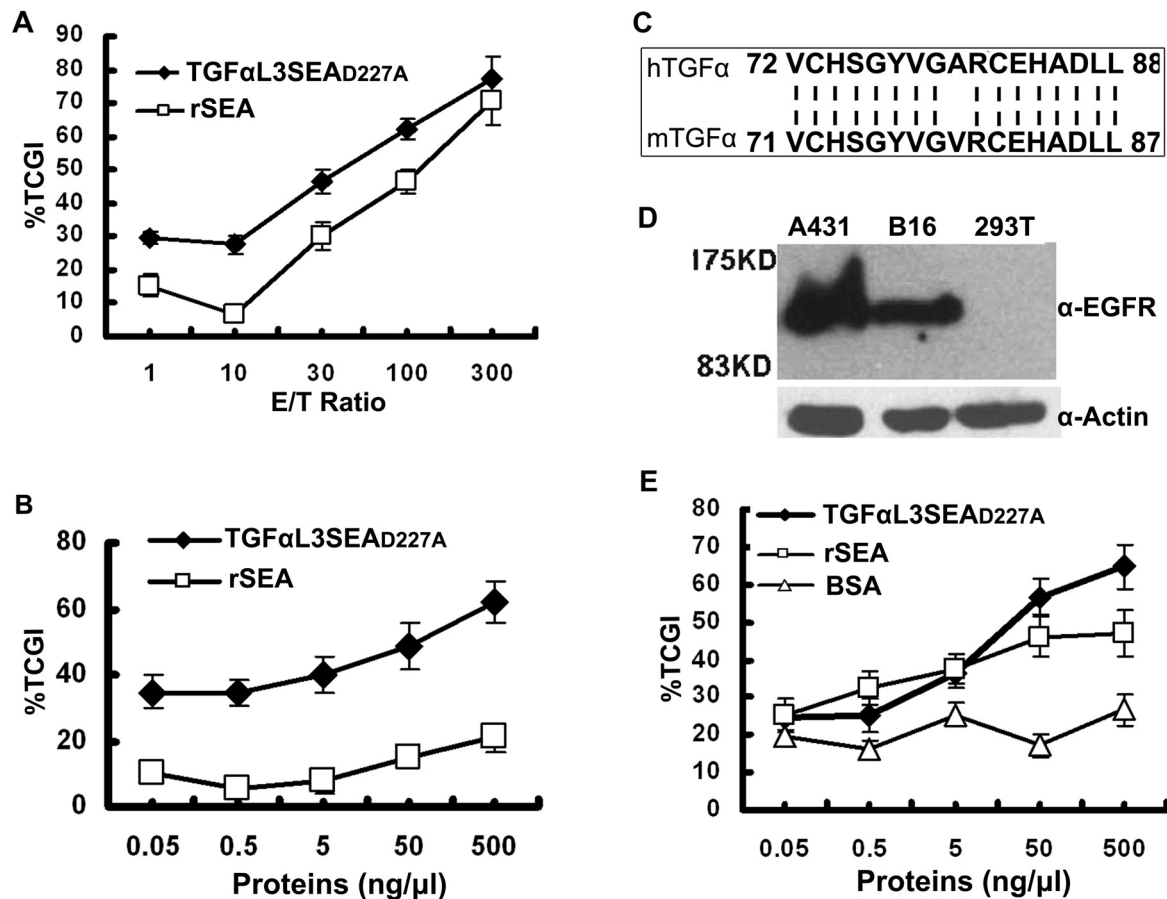 A
90
80
70
60
50
40
30
20
10
0
%TCGI
TGFαL3SEAD227A
rSEA
1 10 30 100 300
E/T Ratio
B
80
60
40
20
0
%TCGI
TGFαL3SEAD227A
rSEA
0.05 0.5 5 50 500
Proteins (ng/µl)
C
hTGFα 72 VCHSGYVGARCEHADLL 88
mTGFα 71 VCHSGYVGVRCEHADLL 87
D
A431 B16 293T
175KD
83KD
α-EGFR
α-Actin
E
80
70
60
50
40
30
20
10
0
%TCGI
TGFαL3SEAD227A
rSEA
BSA
0.05 0.5 5 50 500
Proteins (ng/µl)